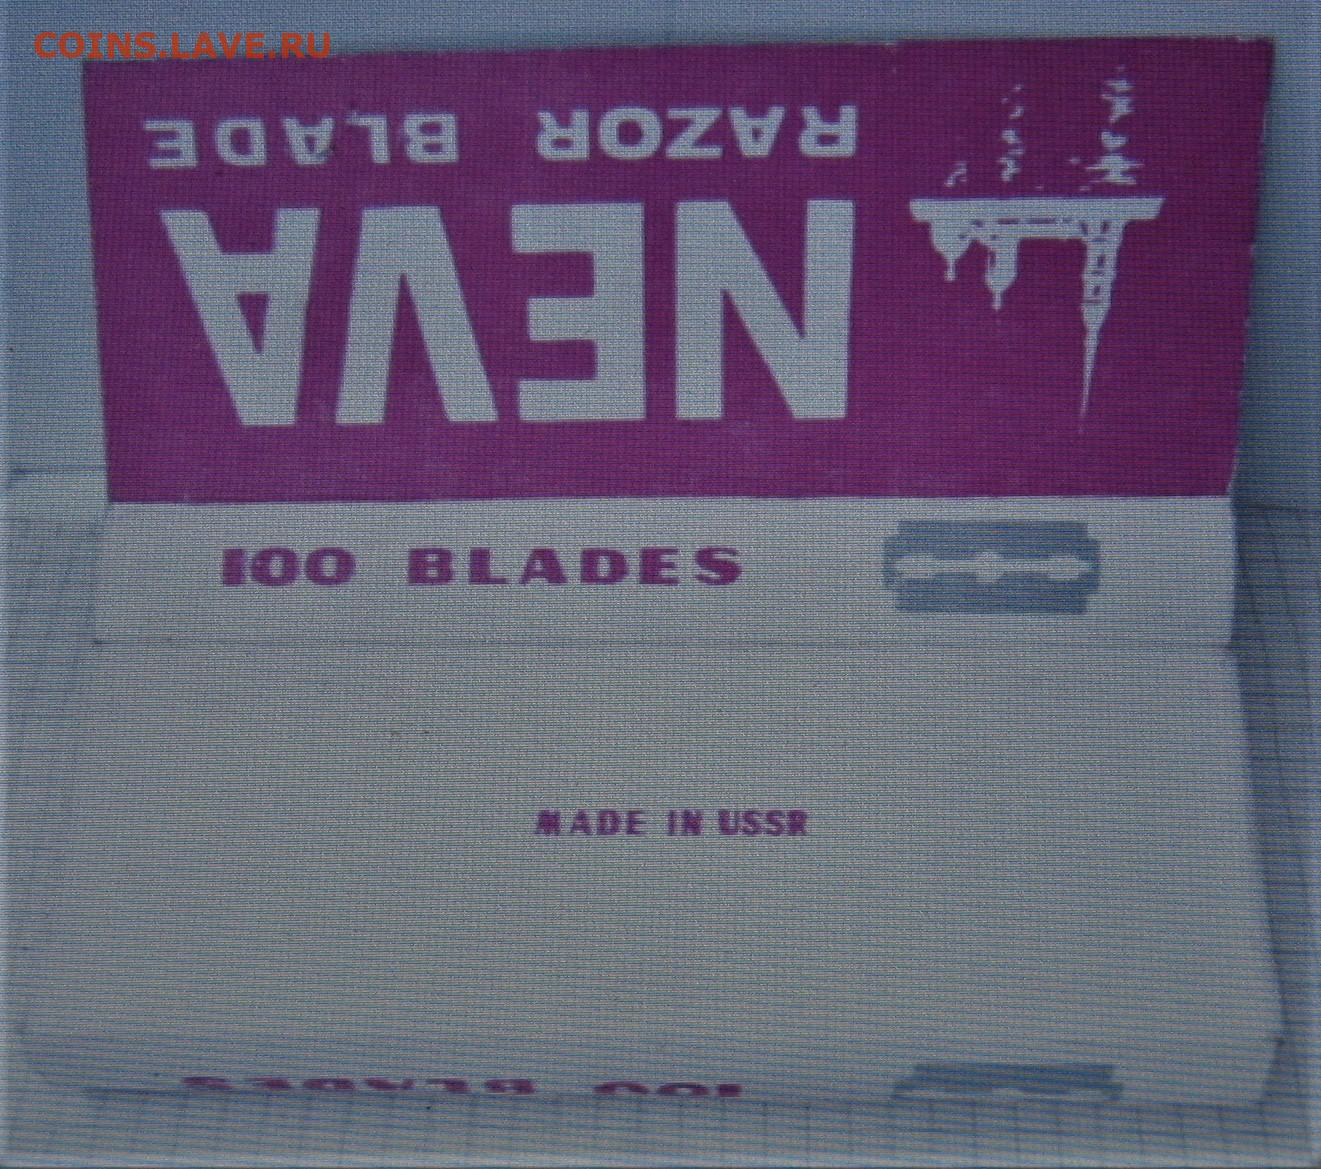 COINS.LAVE.RU
RAZOR BLADE
NEVA
100 BLADES
MADE IN USSR
100 BLADES